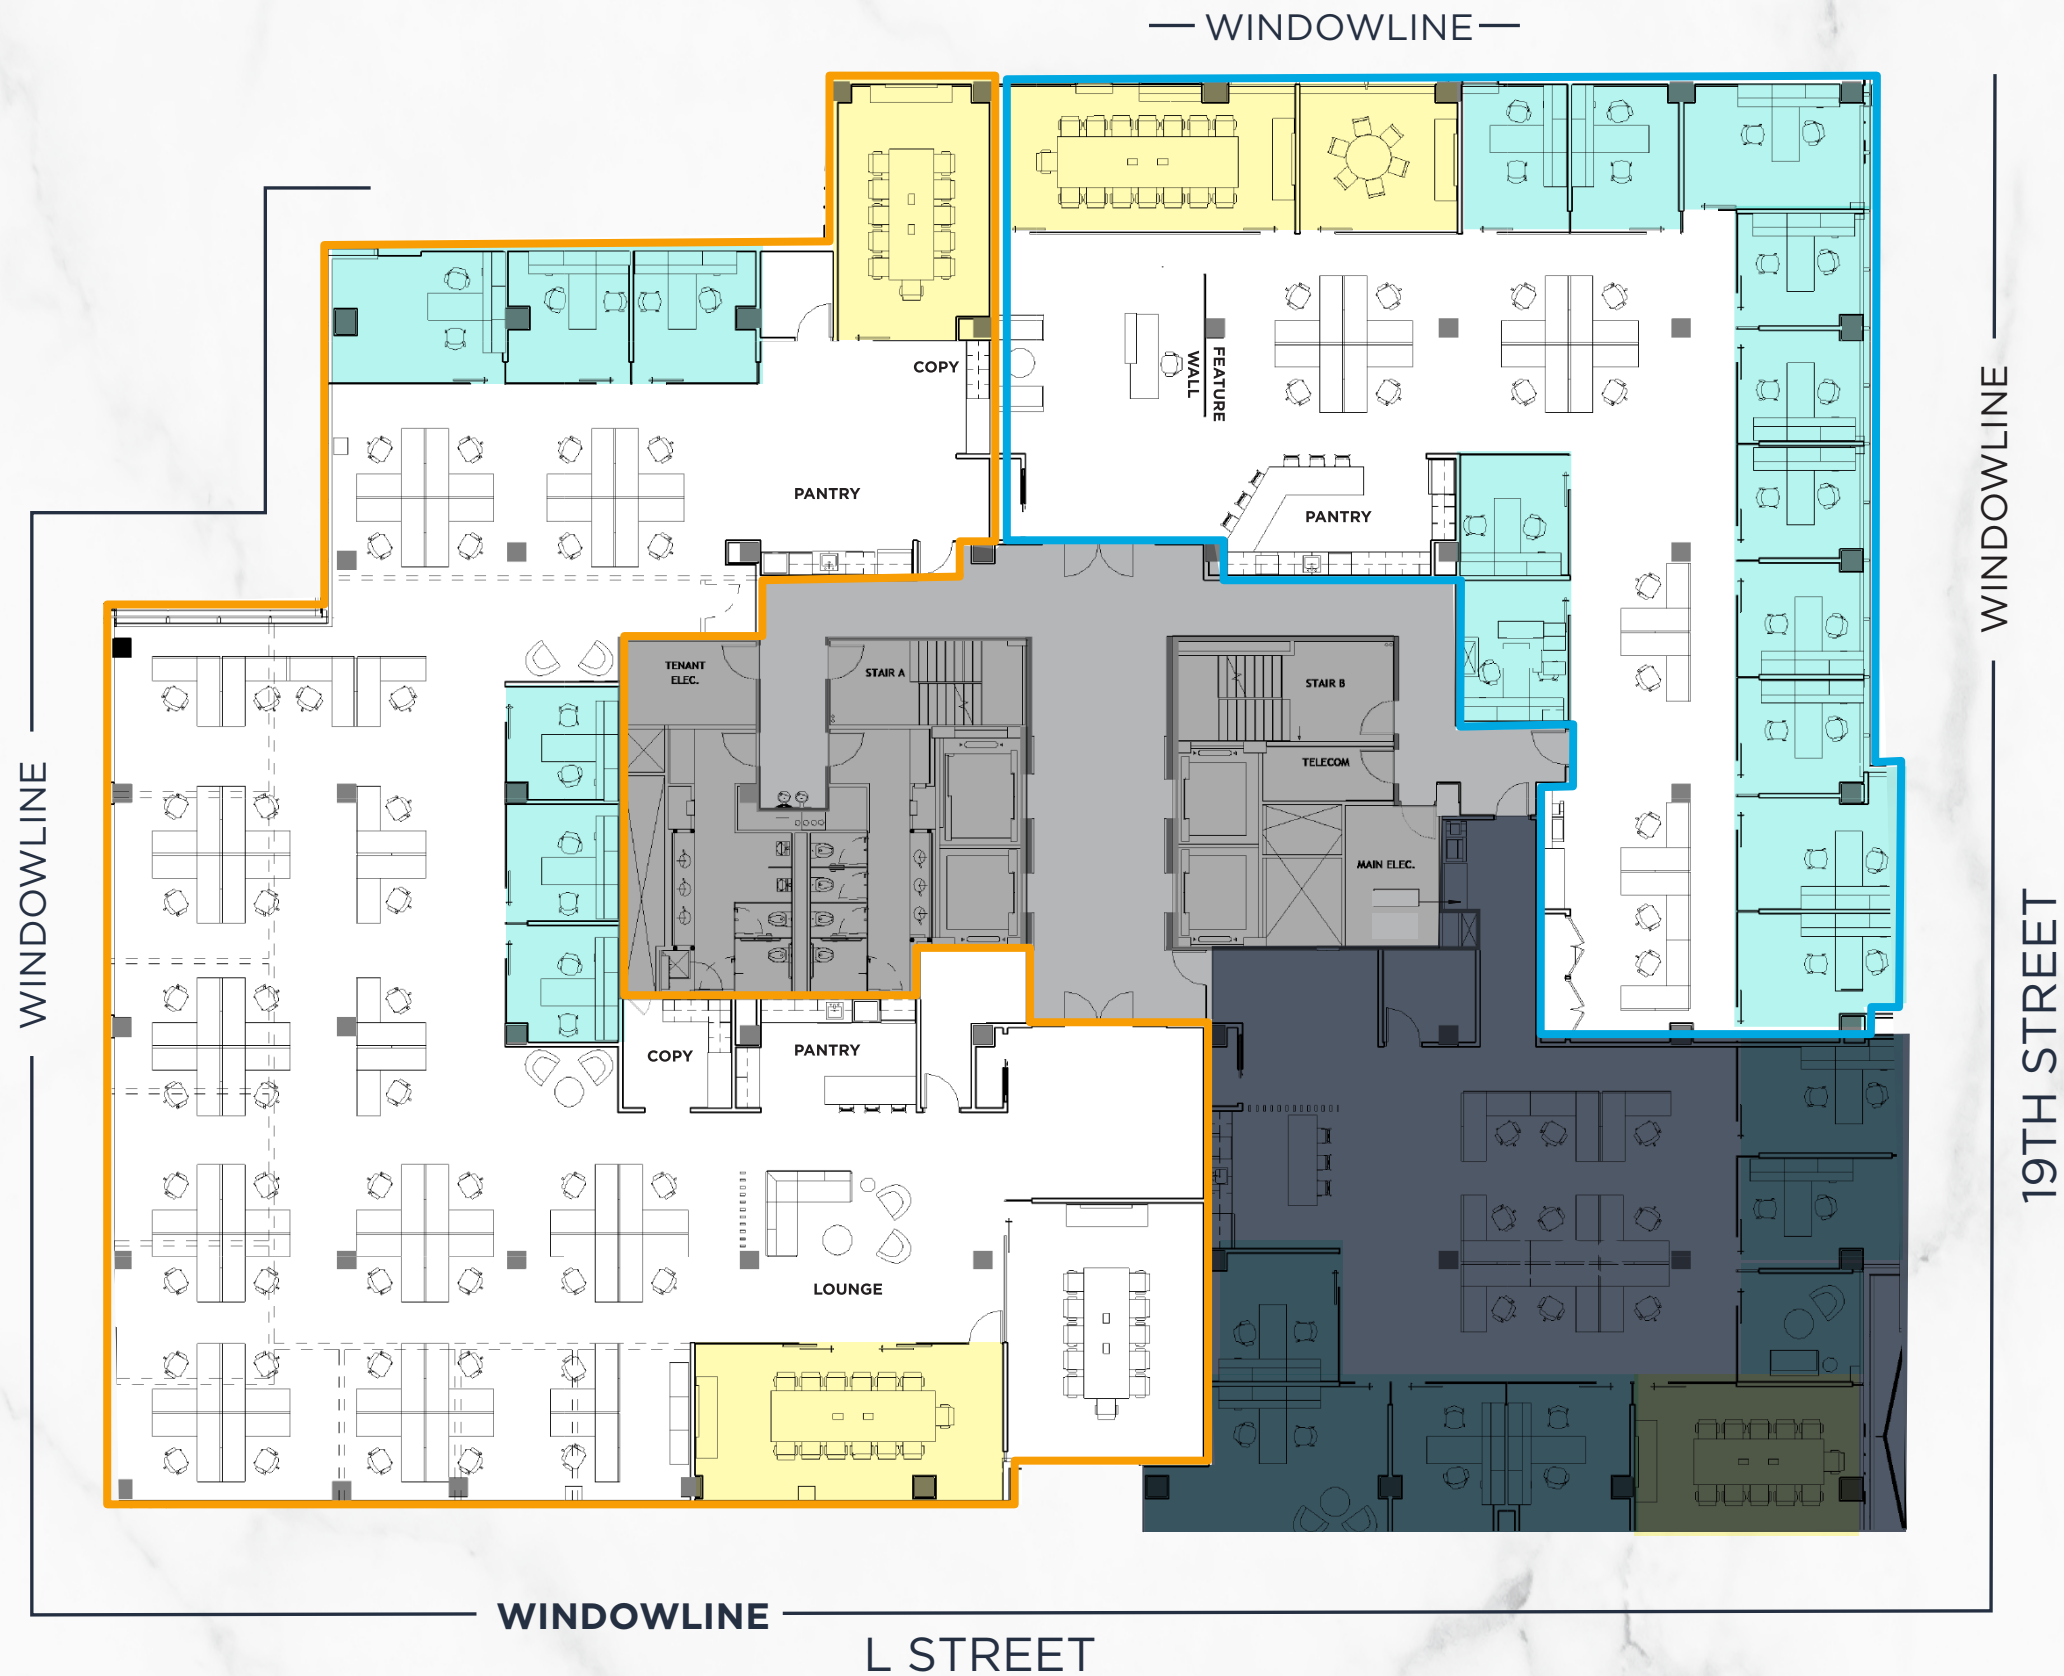 WINDOWLINE
COPY
FEATURE
WALL
PANTRY
PANTRY
WINDOWLINE
TENANT
ELEC.
STAIR A
STAIR B
TELECOM
MAIN ELEC.
WINDOWLINE
COPY
PANTRY
19TH STREET
LOUNGE
WINDOWLINE
L STREET